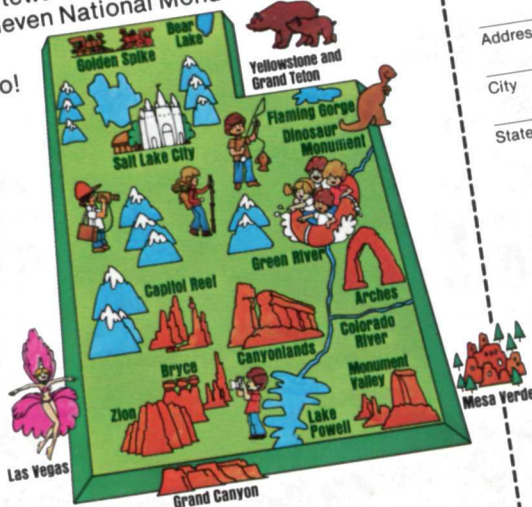 even National Mon
o!
Addres
City
State
Golden Spike
Bear
Lake
Yellowstone and
Grand Teton
Salt Lake City
Flaming Gorge
Dinosaur
Monument
Green River
Capitol Reef
Arches
Canyonlands
Colorado
River
Bryce
Monument
Valley
Zion
Lake
Powell
Las Vegas
Mesa Verde
Grand Canyon